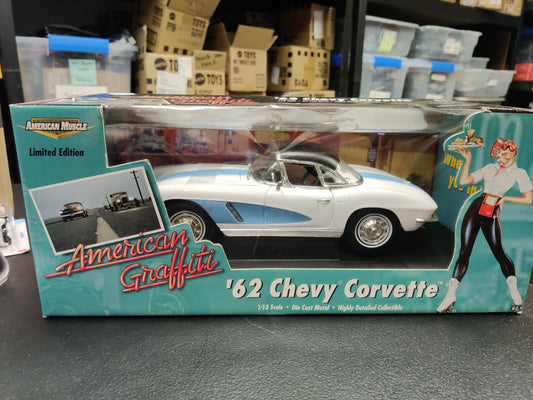 TOYS
TOYS
AMERICAN MUSCLE
Limited Edition
American
Graffiti
'62 Chevy Corvette™
1/18 Scale • Die Cast Metal • Highly Detailed Collectible